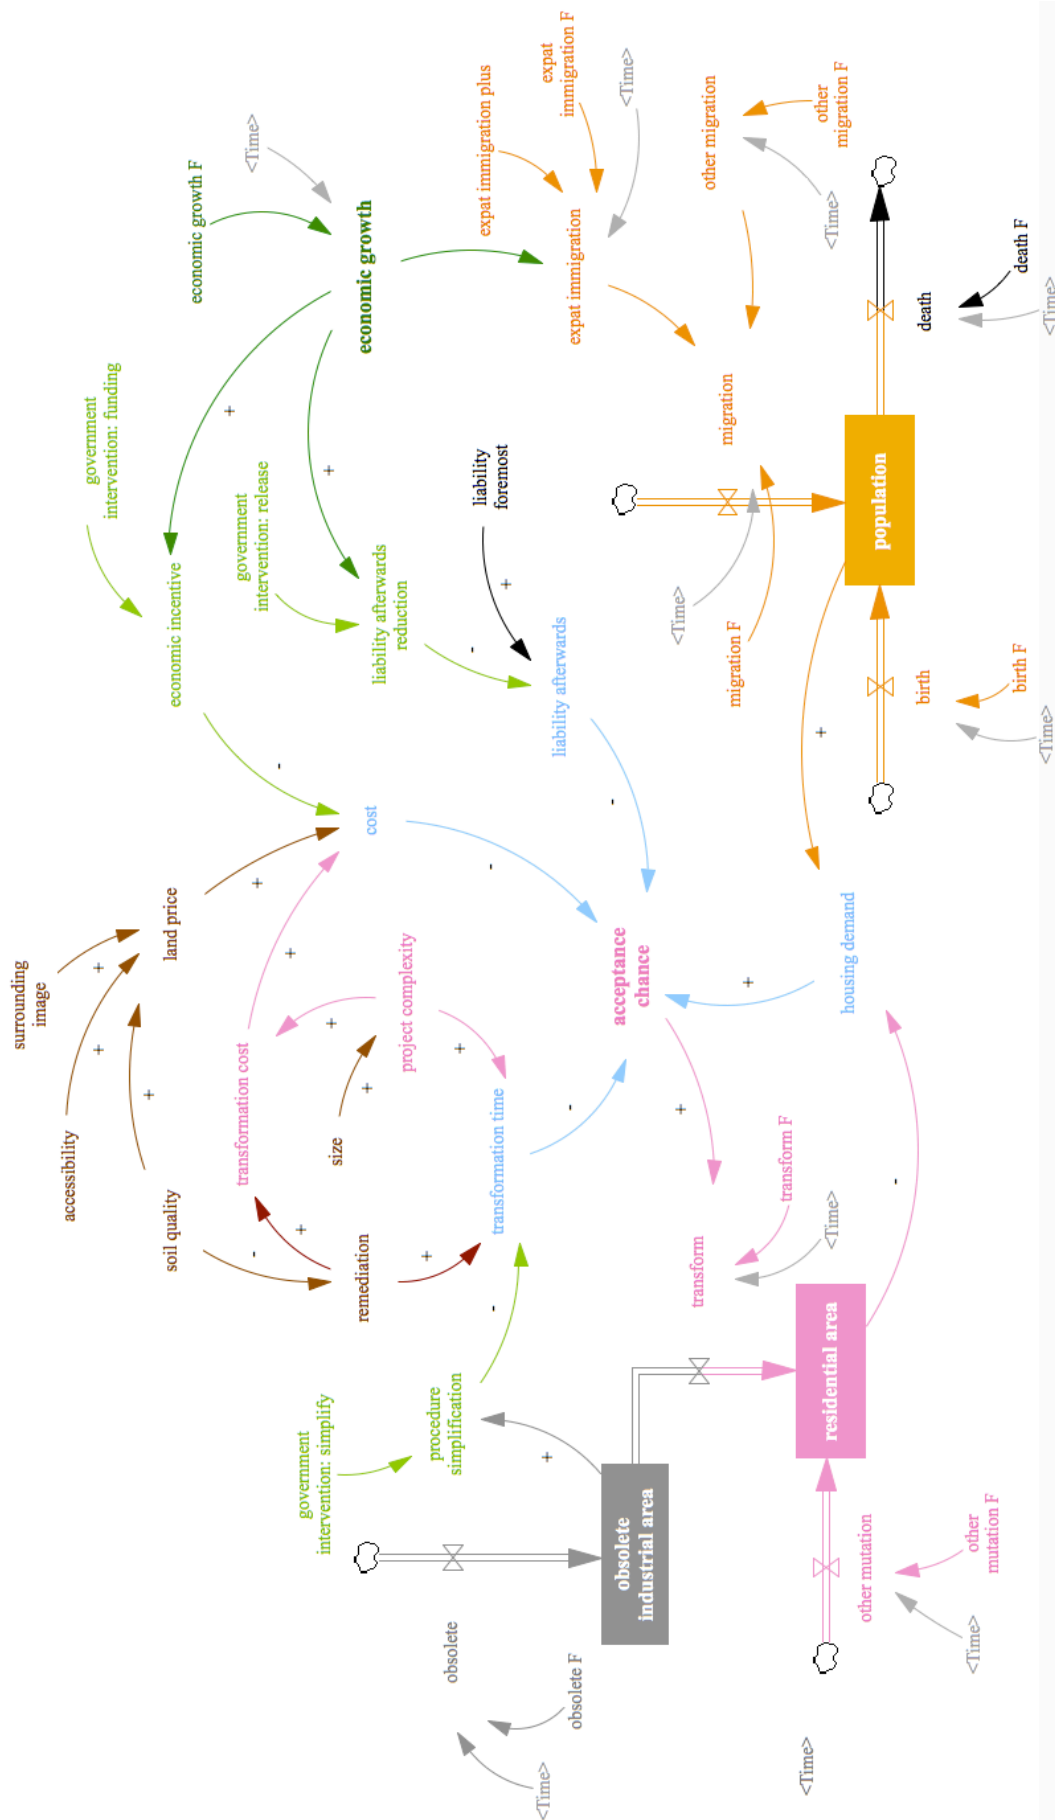 surrounding
image
+
accessibility
+
government
intervention: funding
+
soil quality
land price
economic incentive
economic growth F
-
+
+
<Time>
transformation cost
government
intervention: release
-
+
+
government
intervention: simplify
size
+
+
remediation
cost
economic growth
+
liability afterwards
reduction
project complexity
+
+
obsolete
procedure
simplification
-
liability
foremost
expat immigration plus
-
transformation time
-
+
obsolete F
<Time>
+
-
liability afterwards
expat immigration
expat
immigration F
acceptance
chance
-
<Time>
obsolete
industrial area
+
<Time>
transform
migration
other migration
migration F
+
transform F
<Time>
<Time>
residential area
+
other
migration F
<Time>
other mutation
housing demand
population
-
birth
death
<Time>
other
mutation F
birth F
death F
<Time>
<Time>